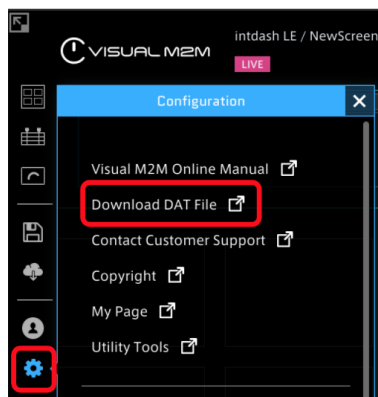 VISUAL M2M
intdash LE / NewScreen
LIVE
Configuration
Visual M2M Online Manual
Download DAT File
Contact Customer Support
Copyright
My Page
Utility Tools